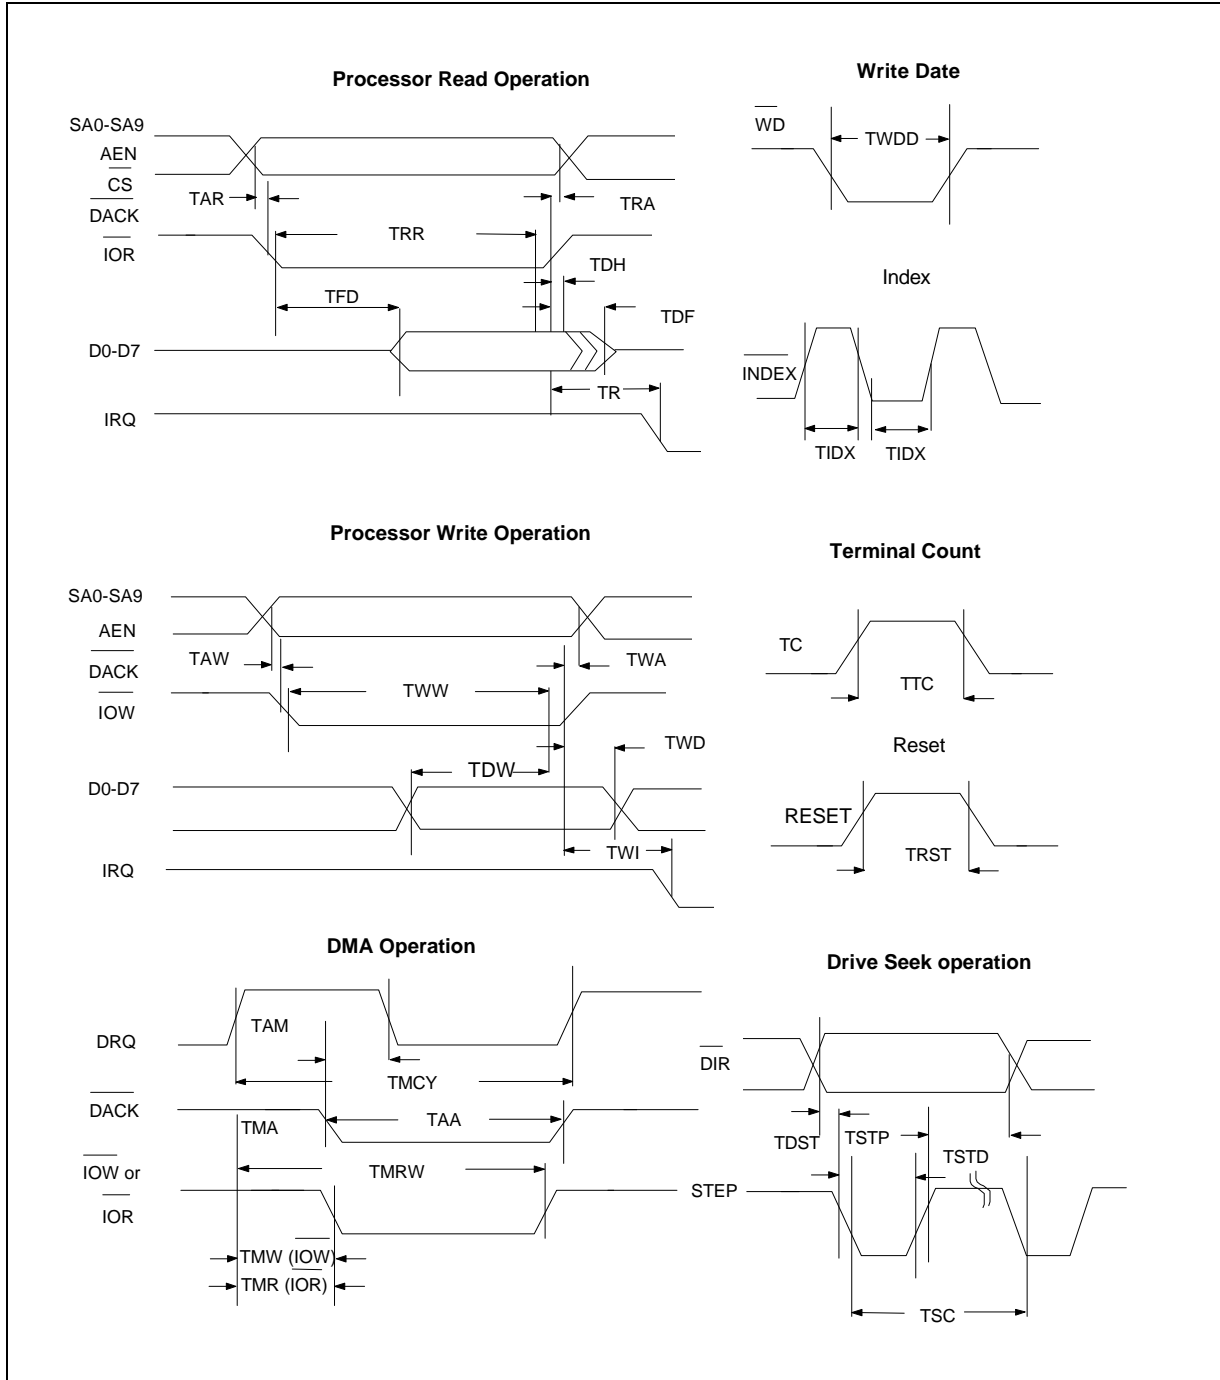 Processor Read Operation
SA0-SA9
AEN
CS
DACK
IOR
TAR
TRA
TRR
TDH
TFD
TDF
D0-D7
TR
IRQ
Write Date
WD
TWDD
Index
INDEX
TIDX
TIDX
Processor Write Operation
SA0-SA9
AEN
DACK
IOW
TAW
TWA
TWW
TWD
TDW
D0-D7
TWI
IRQ
Terminal Count
TC
TTC
Reset
RESET
TRST
DMA Operation
DRQ
TAM
TMCY
DACK
TMA
TAA
IOW or
IOR
TMRW
TMW (IOW)
TMR (IOR)
Drive Seek operation
DIR
TDST
TSTP
TSTD
STEP
TSC